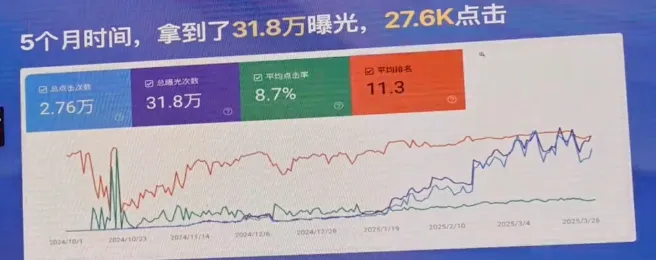 5个月时间，拿到了31.8万曝光，27.6K点击
总点击次数 总曝光次数 平均点击率 平均排名
2.76万 31.8万 8.7% 11.3
2024/10/1 2024/10/23 2024/11/14 2024/12/6 2024/12/28 2025/1/19 2025/2/10 2025/3/4 2025/3/26